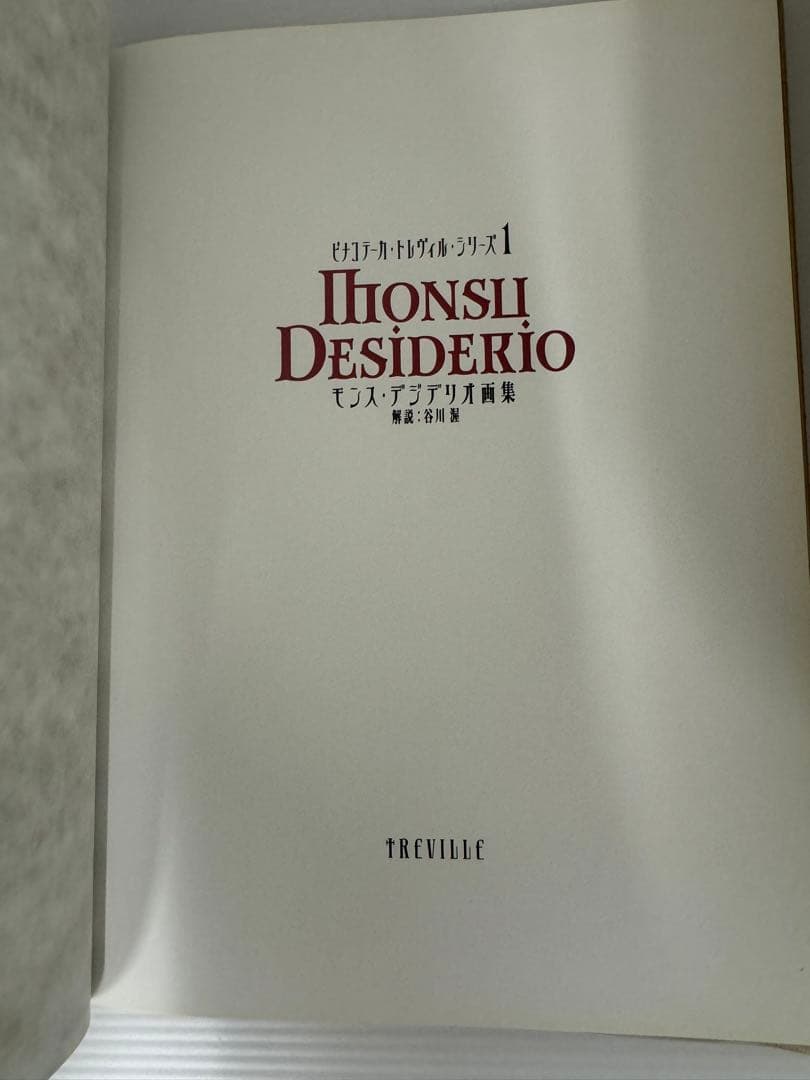 ピナコテーカ・トレヴィル・シリーズ1
MONSU
DESIDERIO
モンス・デジデリオ画集
解説：谷川 渥
TREVILLE